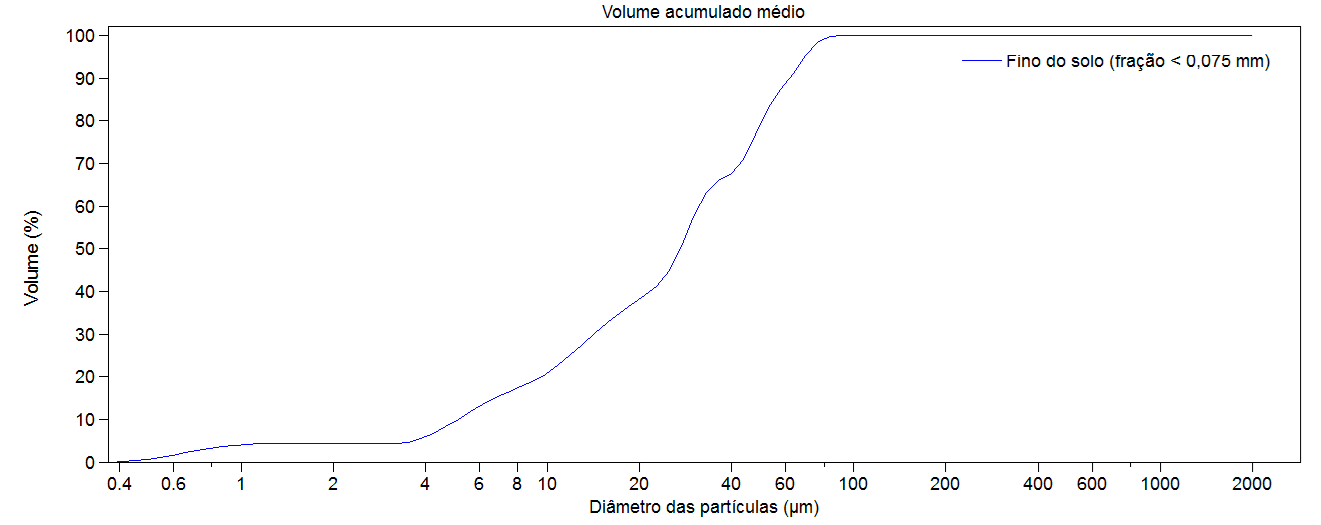 Volume acumulado médio
Fino do solo (fração < 0,075 mm)
Volume (%)
100
90
80
70
60
50
40
30
20
10
0
0.4 0.6 1 2 4 6 8 10 20 40 60 100 200 400 600 1000 2000
Diâmetro das partículas (µm)